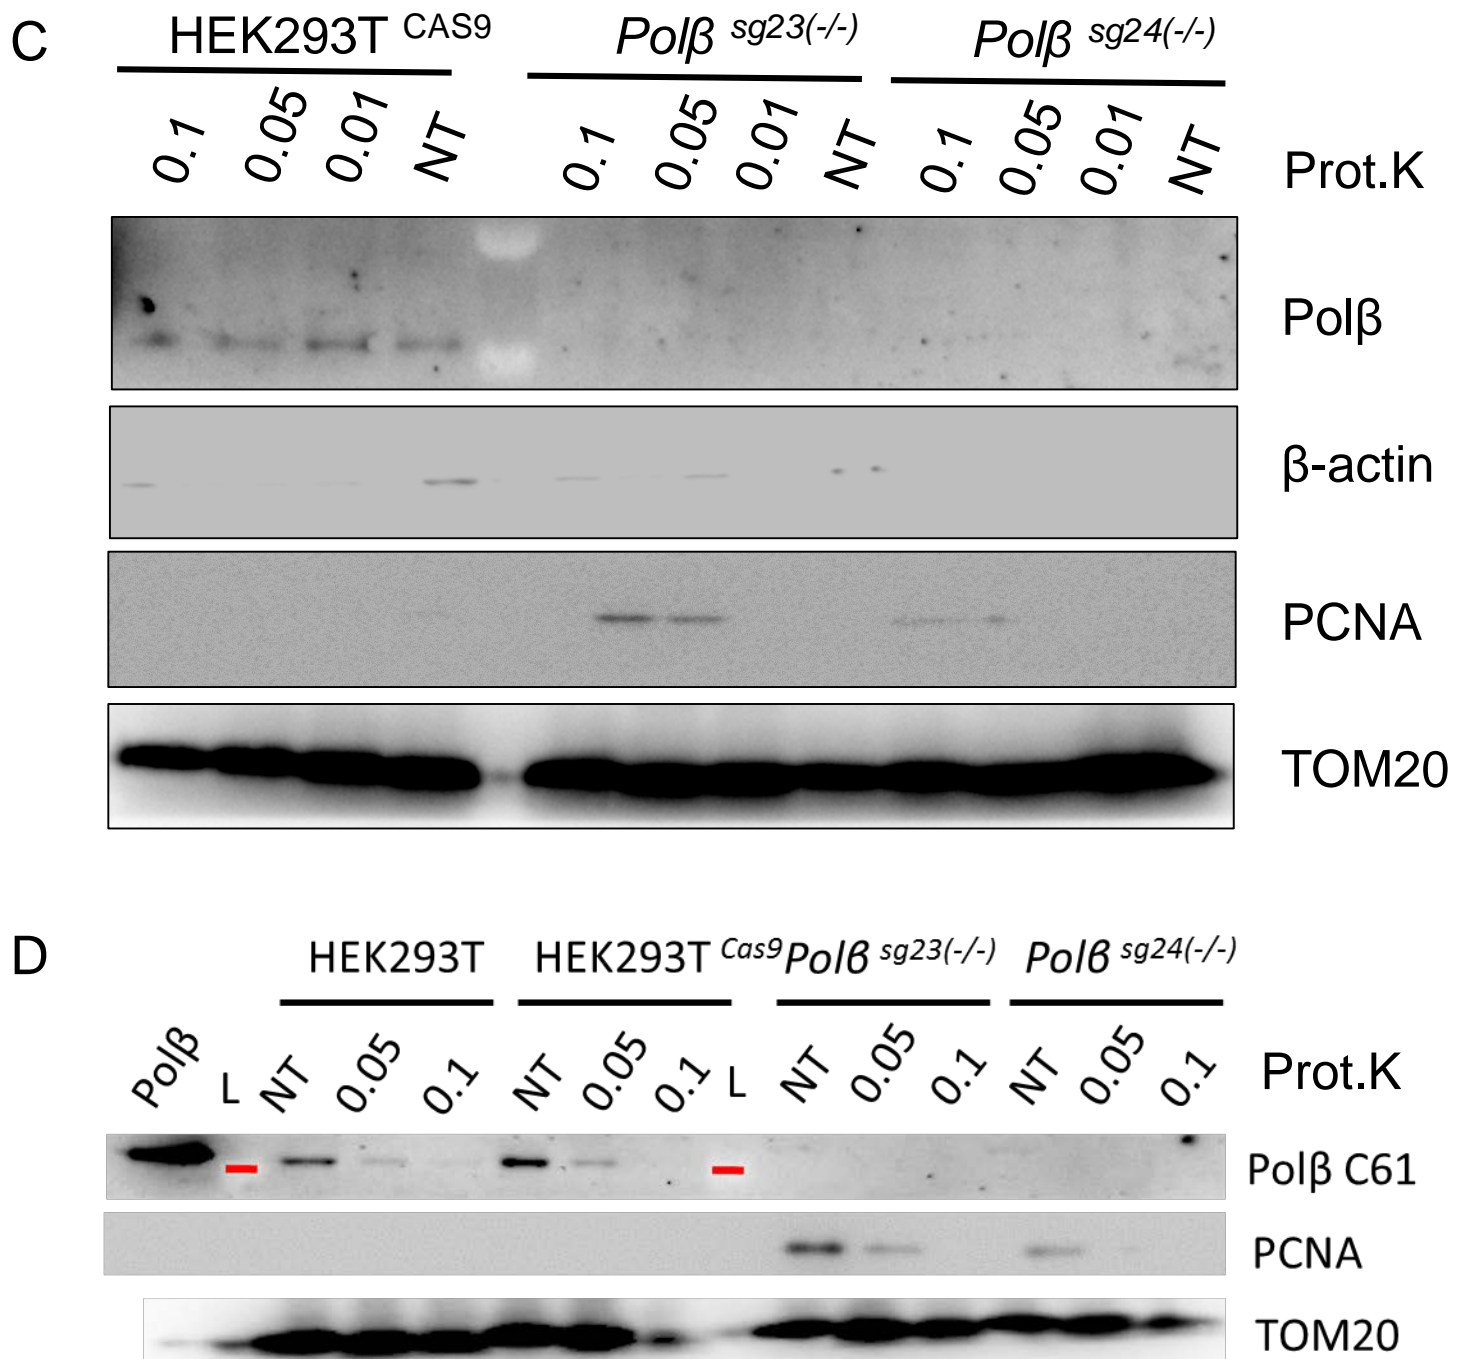 C
HEK293T CAS9 Polβ sg23(-/-) Polβ sg24(-/-)
0.1 0.05 0.01 NT 0.1 0.05 0.01 NT 0.1 0.05 0.01 NT Prot.K
Polβ
β-actin
PCNA
TOM20
D
HEK293T HEK293T Cas9 Polβ sg23(-/-) Polβ sg24(-/-)
Polβ L NT 0.05 0.1 NT 0.05 0.1 L NT 0.05 0.1 NT 0.05 0.1 Prot.K
Polβ C61
PCNA
TOM20